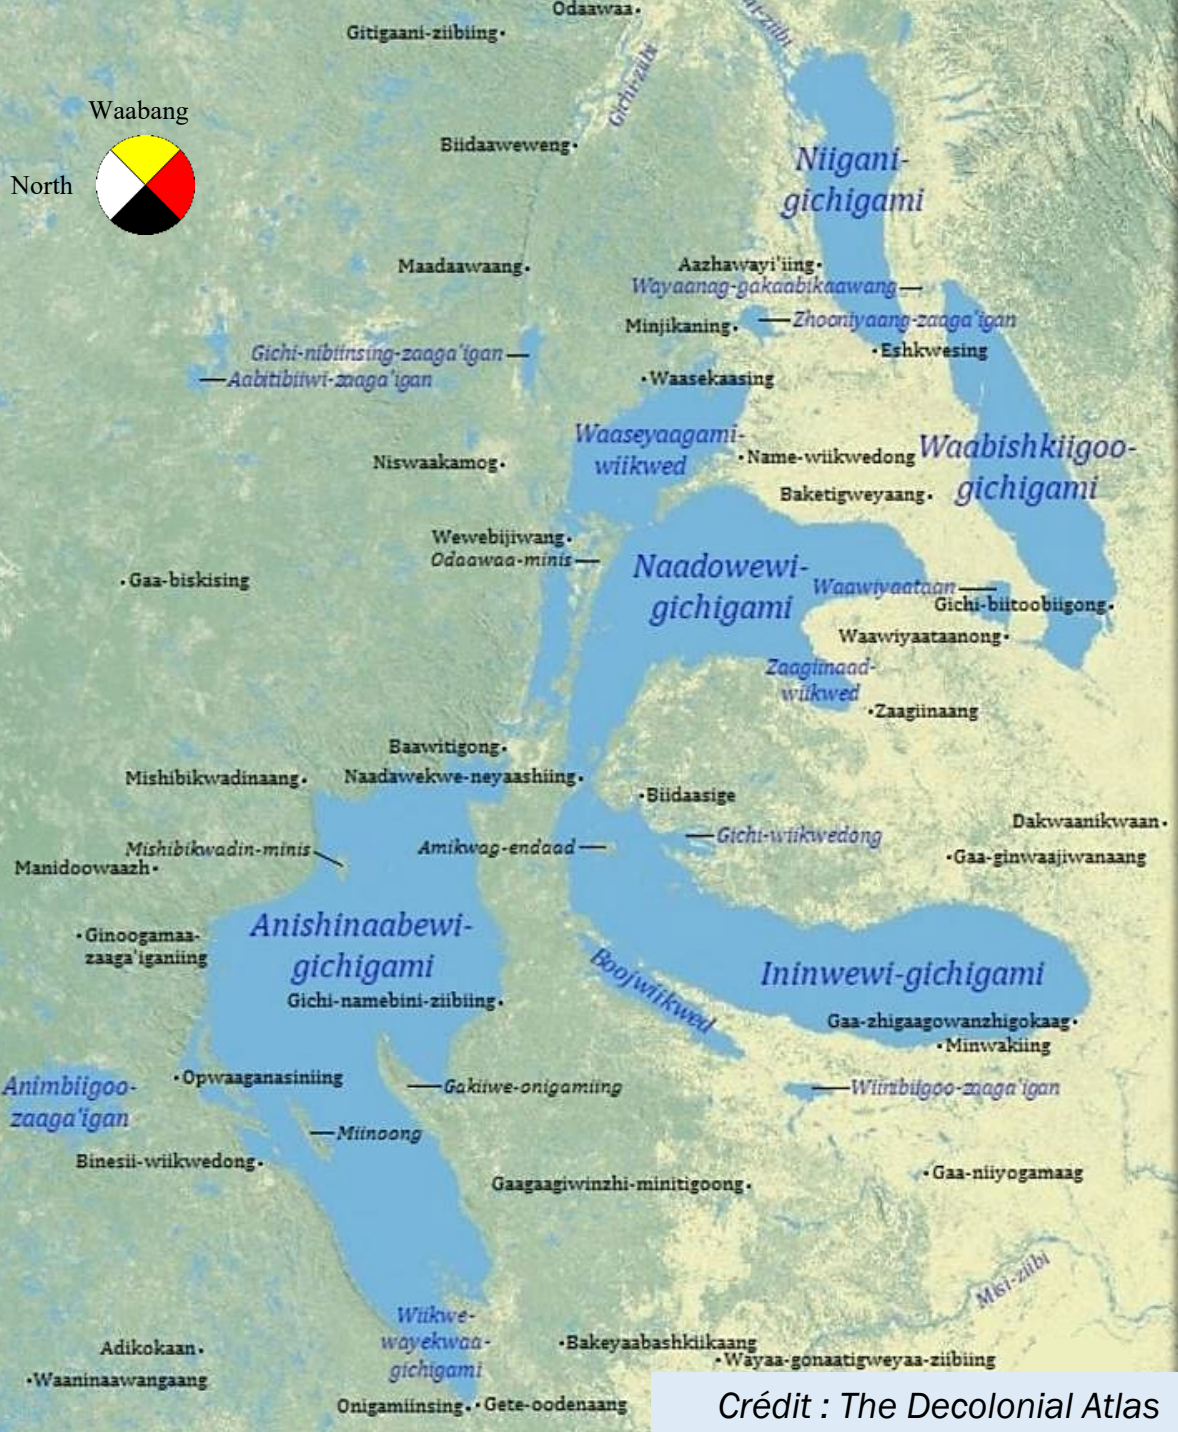 Odaawaa
Gitigaani-ziibiing
Gichi-ziibi
Waabang
North
Biidaaweweng
Niigani-
gichigami
Maadaawaang
Aazhawayi'iing
Wayaanag-gakaabikaawang
Minjikaning
Zhooniyaang-zaaga'igan
Gichi-nibiinsing-zaaga'igan
Eshkwesing
Aabitibiiwi-zaaga'igan
Waasekaasing
Waaseyaagami-
wiikwed
Niswaakamog
Name-wiikwedong
Waabishkiigoo-
gichigami
Baketigweyaang
Wewebijiwang
Odaawaa-minis
Naadowewi-
gichigami
Gaa-biskising
Waawiyaataan
Gichi-biitoobiigong
Waawiyaataanong
Zaagiinaad-
wiikwed
Zaagiinaang
Baawitigong
Mishibikwadinaang
Naadawekwe-neyaashiing
Biidaasige
Dakwaanikwaan
Gichi-wiikwedong
Mishibikwadin-minis
Amikwag-endaad
Gaa-ginwaajiwanaang
Manidoowaazh
Anishinaabewi-
gichigami
Ginoogamaa-
zaaga'iganiing
Boojwiikwed
Ininwewi-gichigami
Gichi-namebini-ziibiing
Gaa-zhigaagowanzhigokaag
Minwakiing
Animbiigoo-
zaaga'igan
Opwaaganasiniing
Gakiiwe-onigamiing
Wiinibiigoo-zaaga'igan
Miinoong
Binesii-wiikwedong
Gaagaagiwinzhi-minitigoong
Gaa-niiyogamaag
Misi-ziibi
Wiikwe-
wayekwaa-
gichigami
Adikokaan
Bakeyaabashkiikaang
Wayaa-gonaatigweyaa-ziibiing
Waaninaawangaang
Onigamiinsing
Gete-oodenaang
Crédit : The Decolonial Atlas